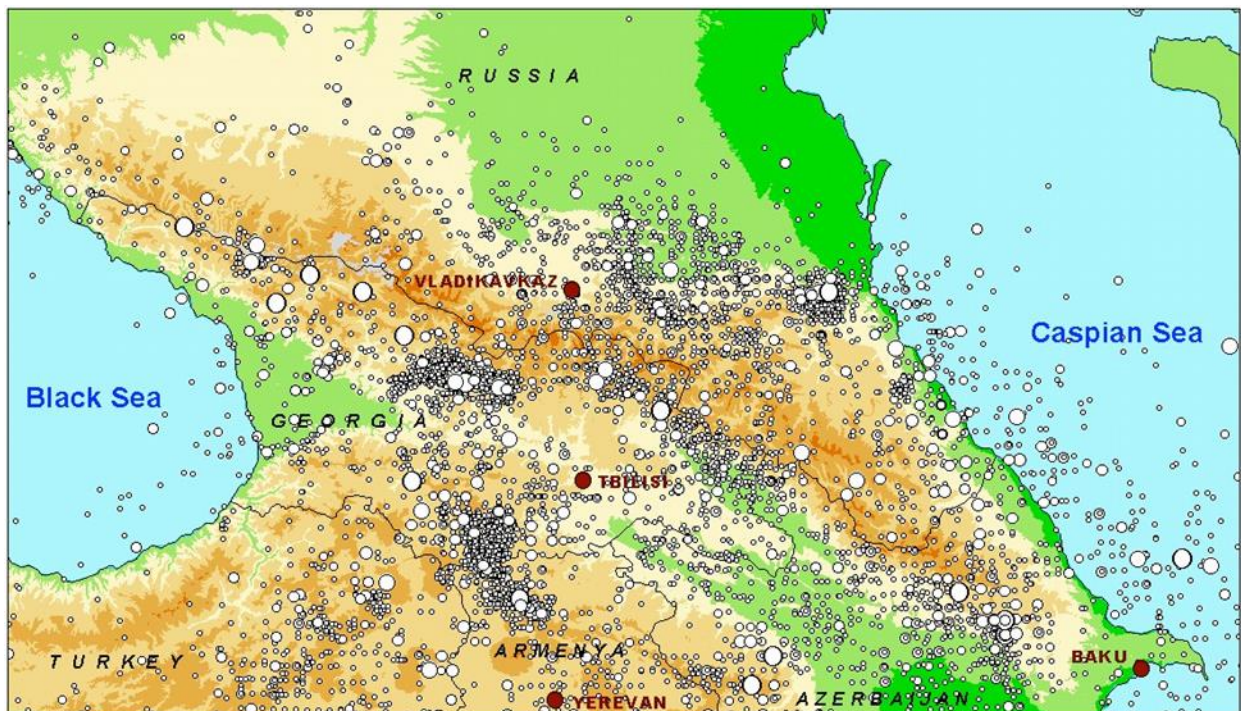 RUSSIA
VLADIKAVKAZ
Caspian Sea
Black Sea
GEORGIA
TBILISI
TURKEY
ARMENYA
BAKU
YEREVAN
AZERBAIJAN